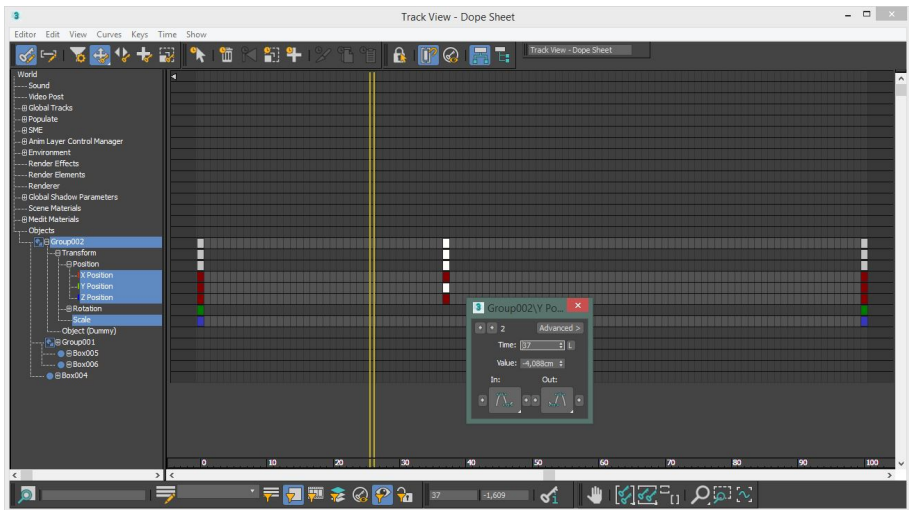 3
Track View - Dope Sheet
Editor Edit View Curves Keys Time Show
Track View - Dope Sheet
World
Sound
Video Post
Global Tracks
Populate
SME
Anim Layer Control Manager
Environment
Render Effects
Render Elements
Renderer
Global Shadow Parameters
Scene Materials
Medit Materials
Objects
Group002
Transform
Position
X Position
Y Position
Z Position
Rotation
Scale
Object (Dummy)
Group001
Box005
Box006
Box004
3 Group002\Y Po...
2 Advanced >
Time: 37 L
Value: -4,088cm
In: Out:
0 10 20 30 40 50 60 70 80 90 100
37 -1,609